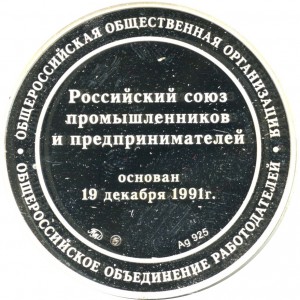 ОБЩЕРОССИЙСКАЯ ОБЩЕСТВЕННАЯ ОРГАНИЗАЦИЯ
Российский союз
промышленников
и предпринимателей
основан
19 декабря 1991г.
Ag 925
ОБЩЕРОССИЙСКОЕ ОБЪЕДИНЕНИЕ РАБОТОДАТЕЛЕЙ